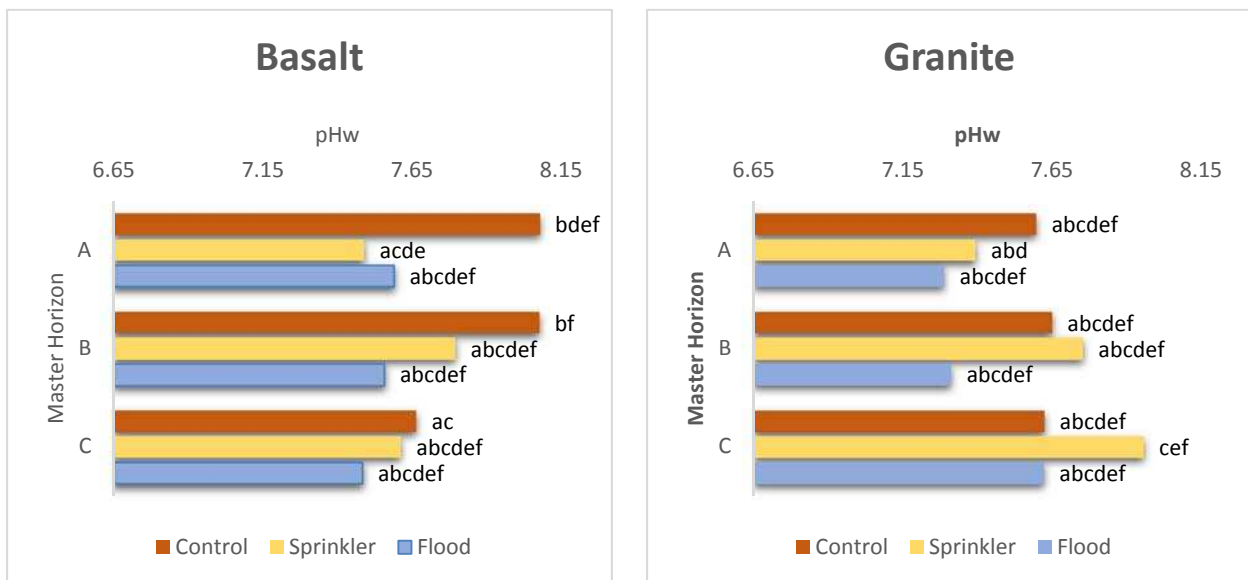 Basalt
pHw
6.65 7.15 7.65 8.15
Master Horizon
A
bdef
acde
abcdef
B
bf
abcdef
abcdef
C
ac
abcdef
abcdef
Control Sprinkler Flood
Granite
pHw
6.65 7.15 7.65 8.15
Master Horizon
A
abcdef
abd
abcdef
B
abcdef
abcdef
abcdef
C
abcdef
cef
abcdef
Control Sprinkler Flood